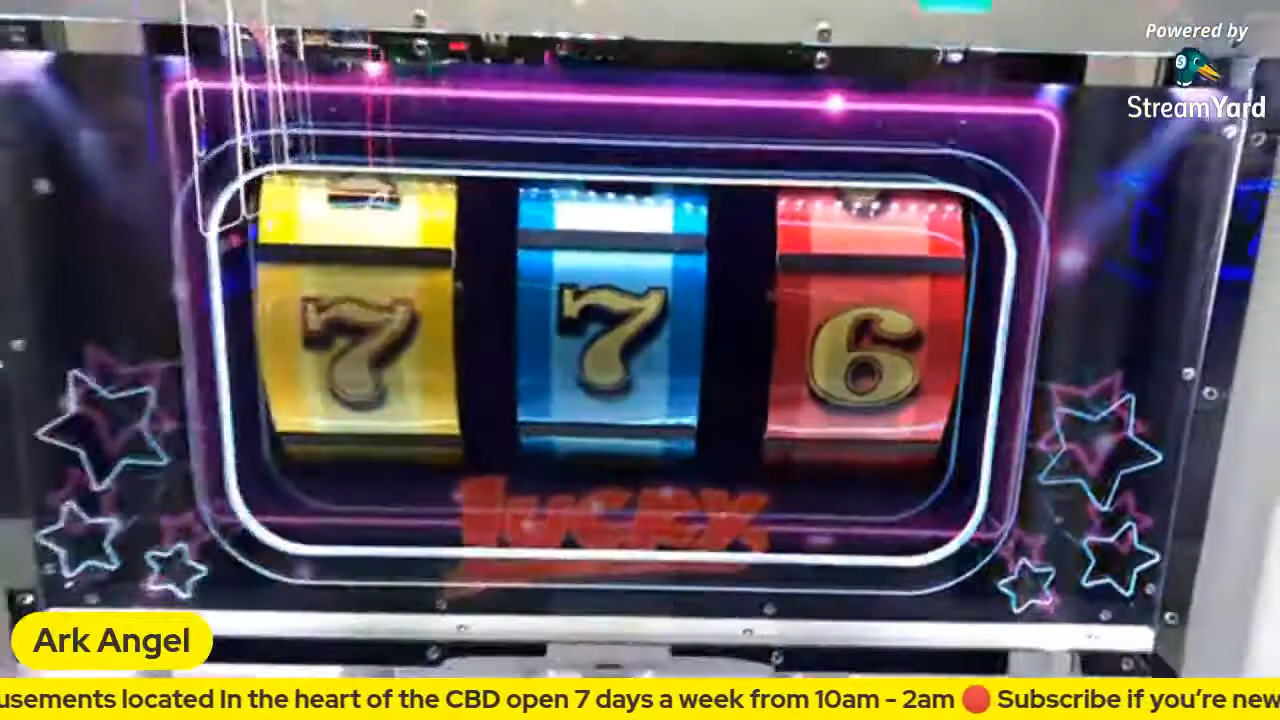 Powered by
StreamYard
7 7 6
lucky
Ark Angel
usements located In the heart of the CBD open 7 days a week from 10am - 2am 🔴 Subscribe if you're new